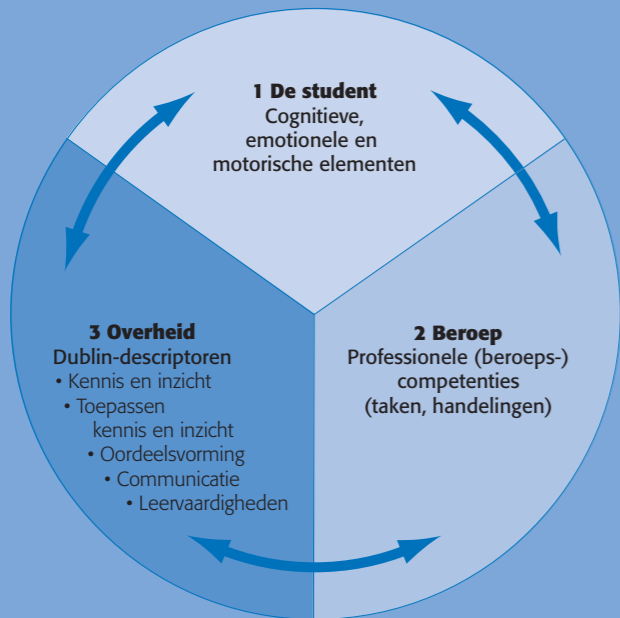 1 De student
Cognitieve,
emotionele en
motorische elementen
2 Beroep
Professionele (beroeps-)
competenties
(taken, handelingen)
3 Overheid
Dublin-descriptoren
• Kennis en inzicht
• Toepassen
kennis en inzicht
• Oordeelsvorming
• Communicatie
• Leervaardigheden